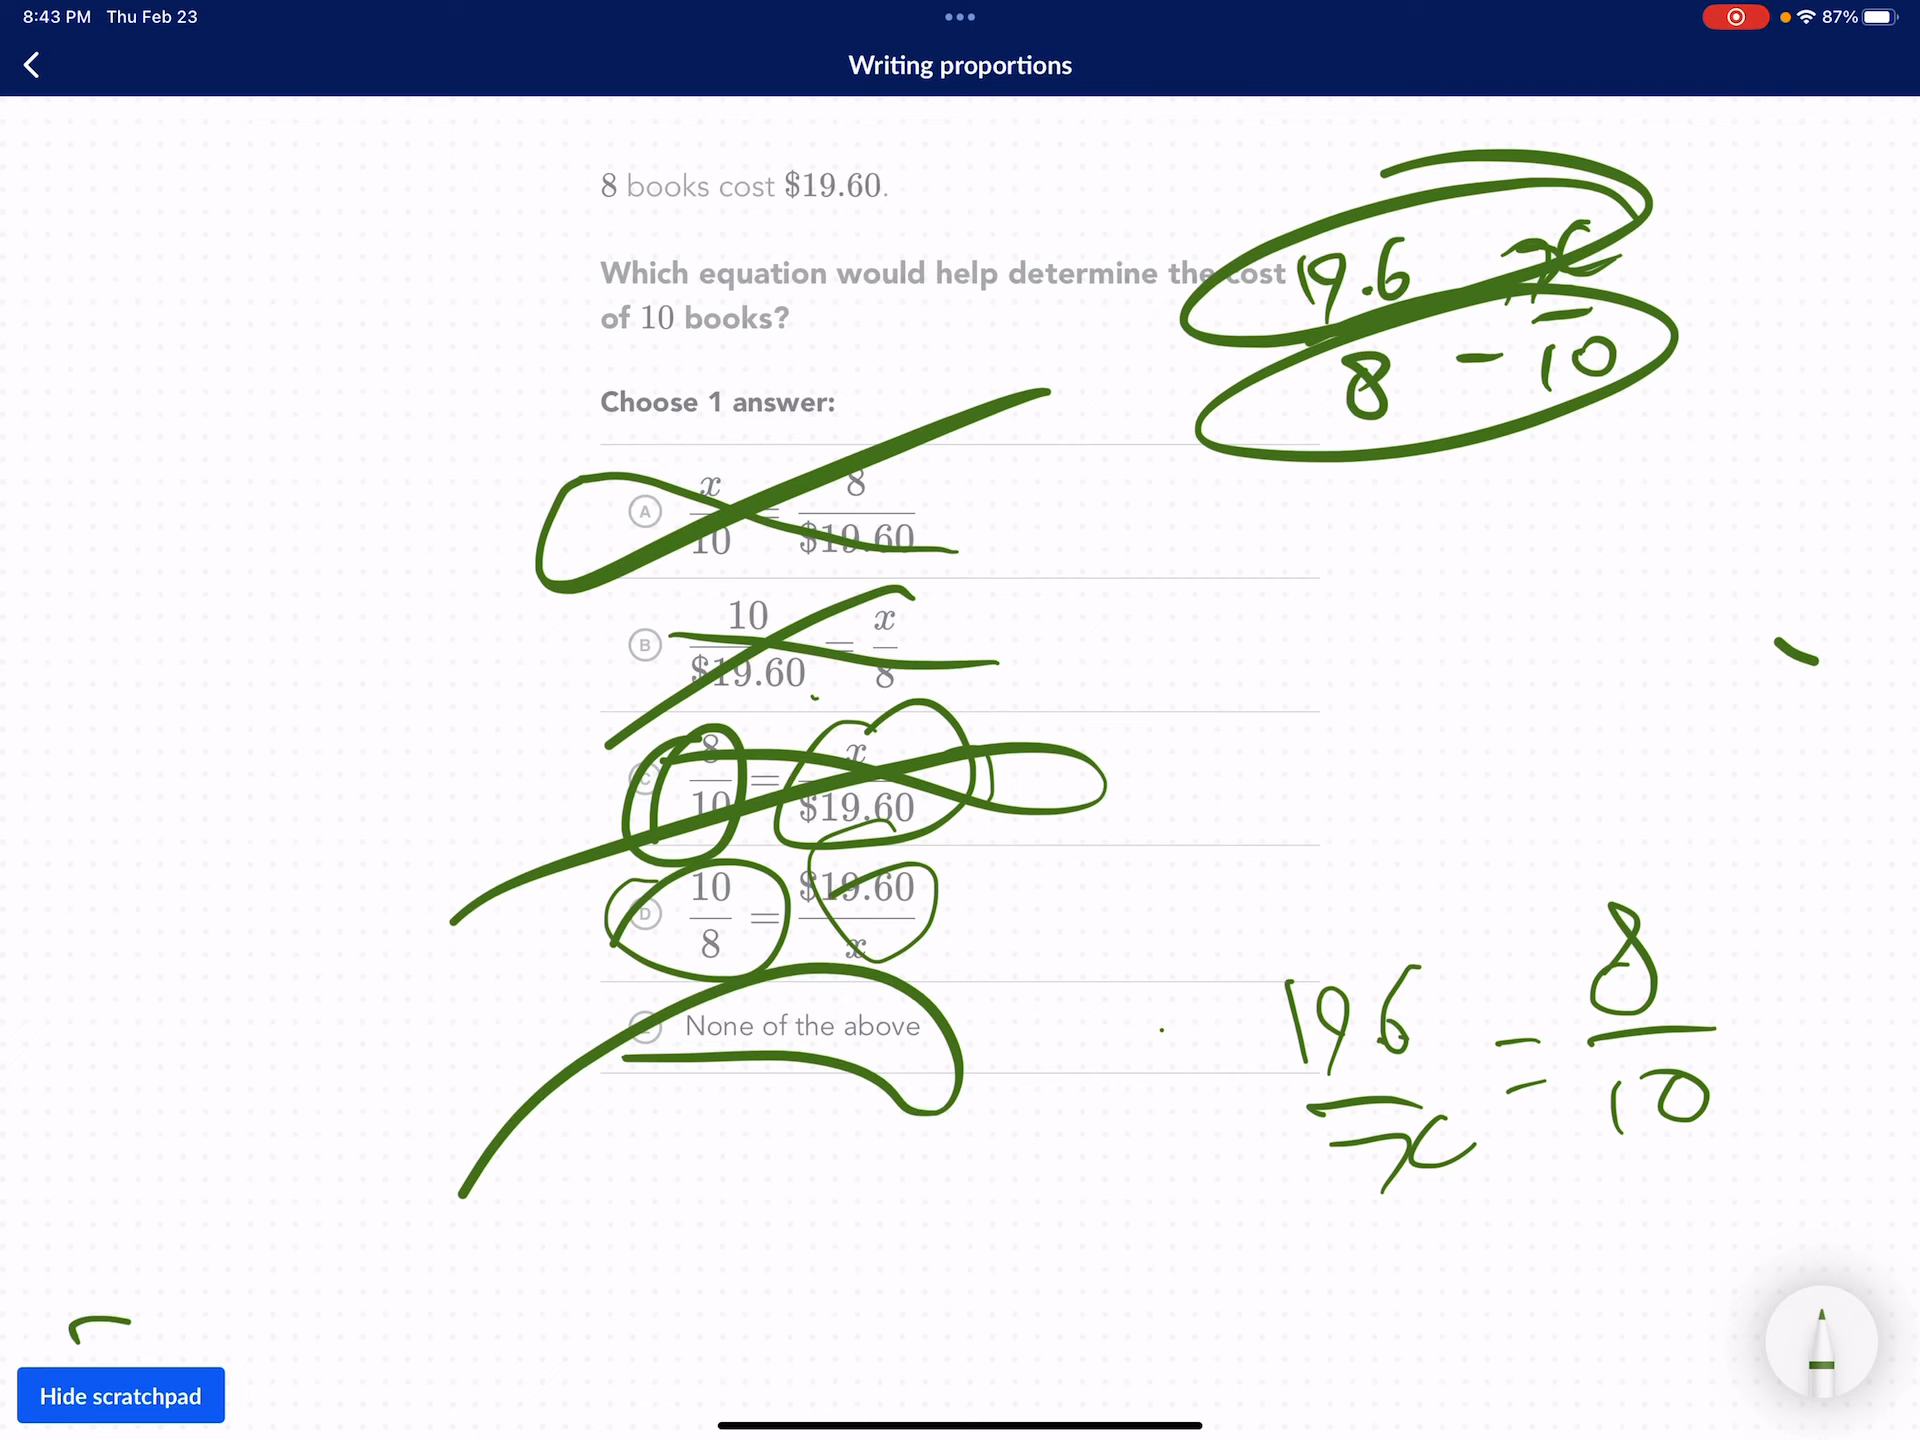 8:43 PM Thu Feb 23
87%
Writing proportions
8 books cost $19.60.
Which equation would help determine the cost
of 10 books?
19.6 x
8 - 10
Choose 1 answer:
A x/10 = 8/$19.60
B 10/$19.60 = x/8
C 8/10 = x/$19.60
D 10/8 = $19.60/x
None of the above
196/x = 8/10
Hide scratchpad